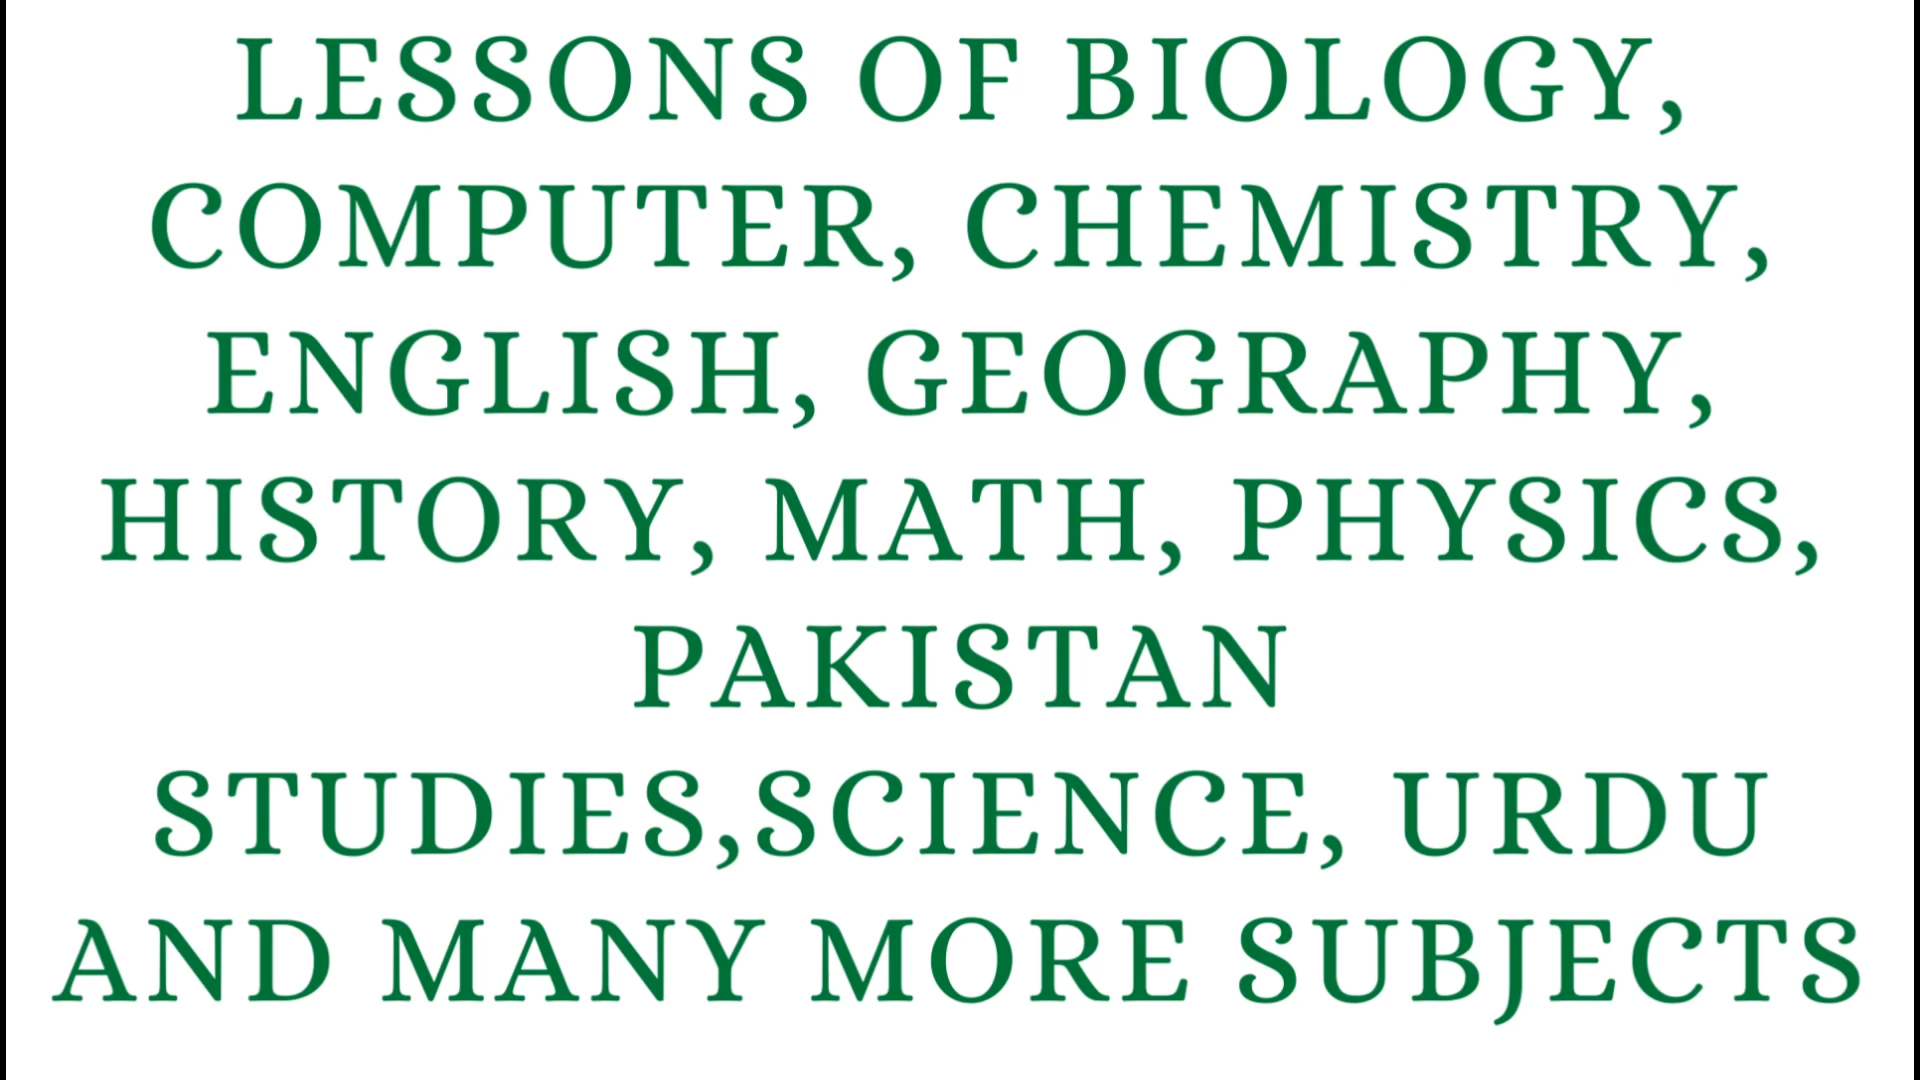 LESSONS OF BIOLOGY,
COMPUTER, CHEMISTRY,
ENGLISH, GEOGRAPHY,
HISTORY, MATH, PHYSICS,
PAKISTAN
STUDIES,SCIENCE, URDU
AND MANY MORE SUBJECTS